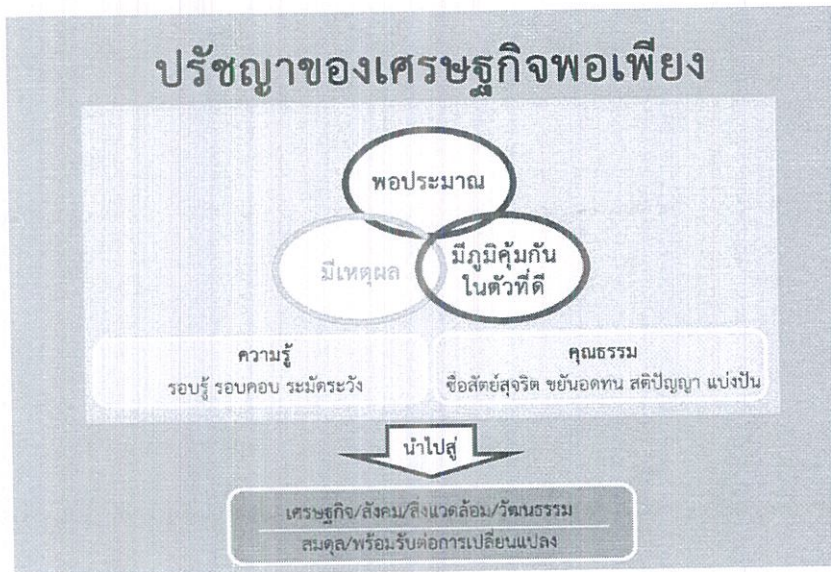 ปรัชญาของเศรษฐกิจพอเพียง
พอประมาณ
มีเหตุผล
มีภูมิคุ้มกัน
ในตัวที่ดี
ความรู้
รอบรู้ รอบคอบ ระมัดระวัง
คุณธรรม
ซื่อสัตย์สุจริต ขยันอดทน สติปัญญา แบ่งปัน
นำไปสู่
เศรษฐกิจ/สังคม/สิ่งแวดล้อม/วัฒนธรรม
สมดุล/พร้อมรับต่อการเปลี่ยนแปลง